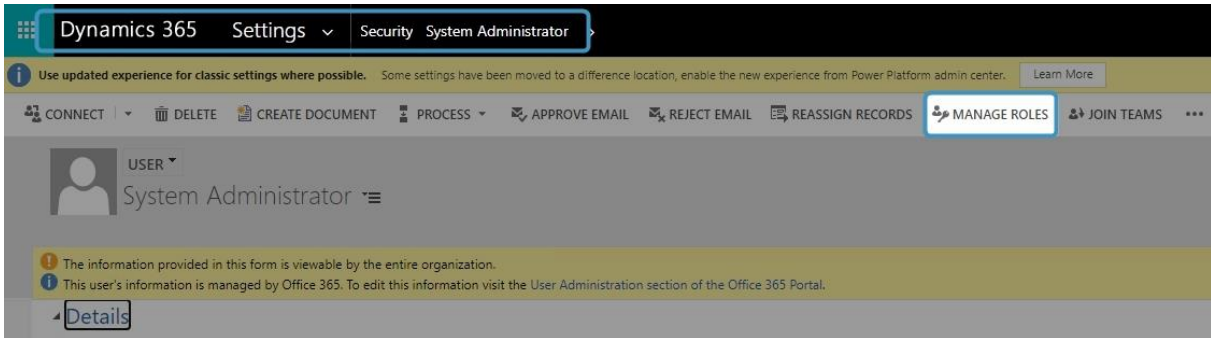 Dynamics 365 Settings Security System Administrator
Use updated experience for classic settings where possible. Some settings have been moved to a difference location, enable the new experience from Power Platform admin center. Learn More
CONNECT DELETE CREATE DOCUMENT PROCESS APPROVE EMAIL REJECT EMAIL REASSIGN RECORDS MANAGE ROLES JOIN TEAMS ...
USER
System Administrator
The information provided in this form is viewable by the entire organization.
This user's information is managed by Office 365. To edit this information visit the User Administration section of the Office 365 Portal.
Details